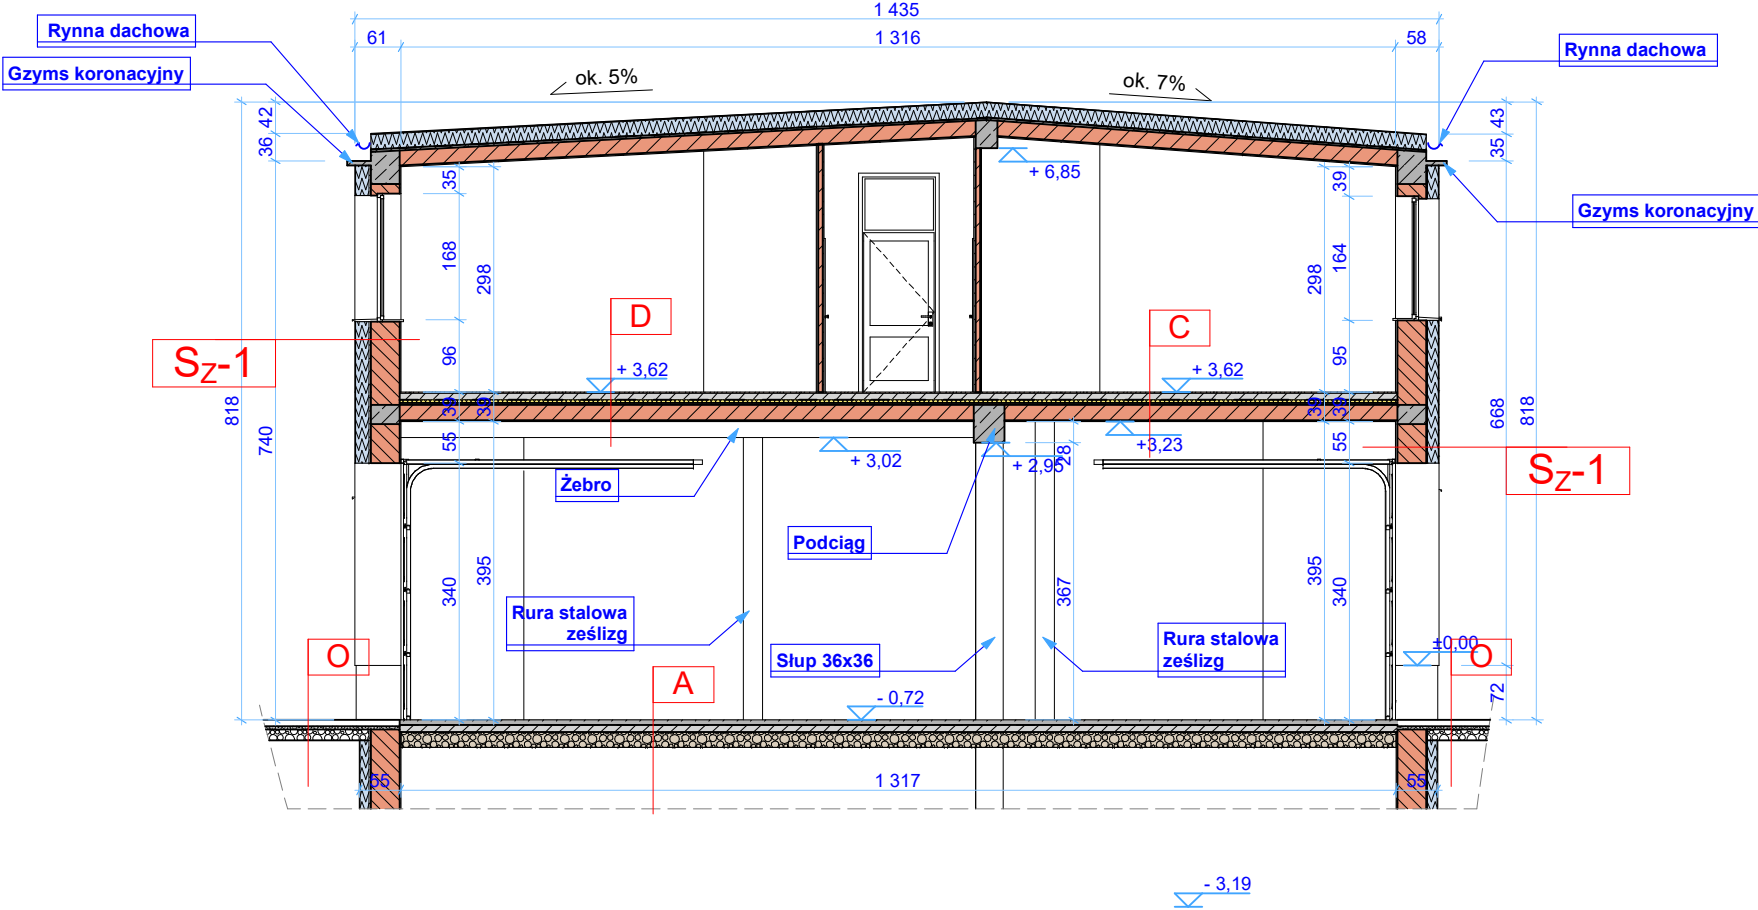 1 435
61
1 316
58
Rynna dachowa
Gzyms koronacyjny
ok. 5%
ok. 7%
Rynna dachowa
Gzyms koronacyjny
42
36
43
35
+ 6,85
35
39
168
298
298
164
D
C
96
95
SZ-1
+ 3,62
+ 3,62
818
740
668
818
39
39
39
39
55
55
+ 3,02
+ 2,95
+3,23
28
SZ-1
Żebro
Podciąg
340
395
367
395
340
Rura stalowa
ześlizg
Słup 36x36
Rura stalowa
ześlizg
O
A
±0,00
O
- 0,72
72
55
1 317
55
- 3,19